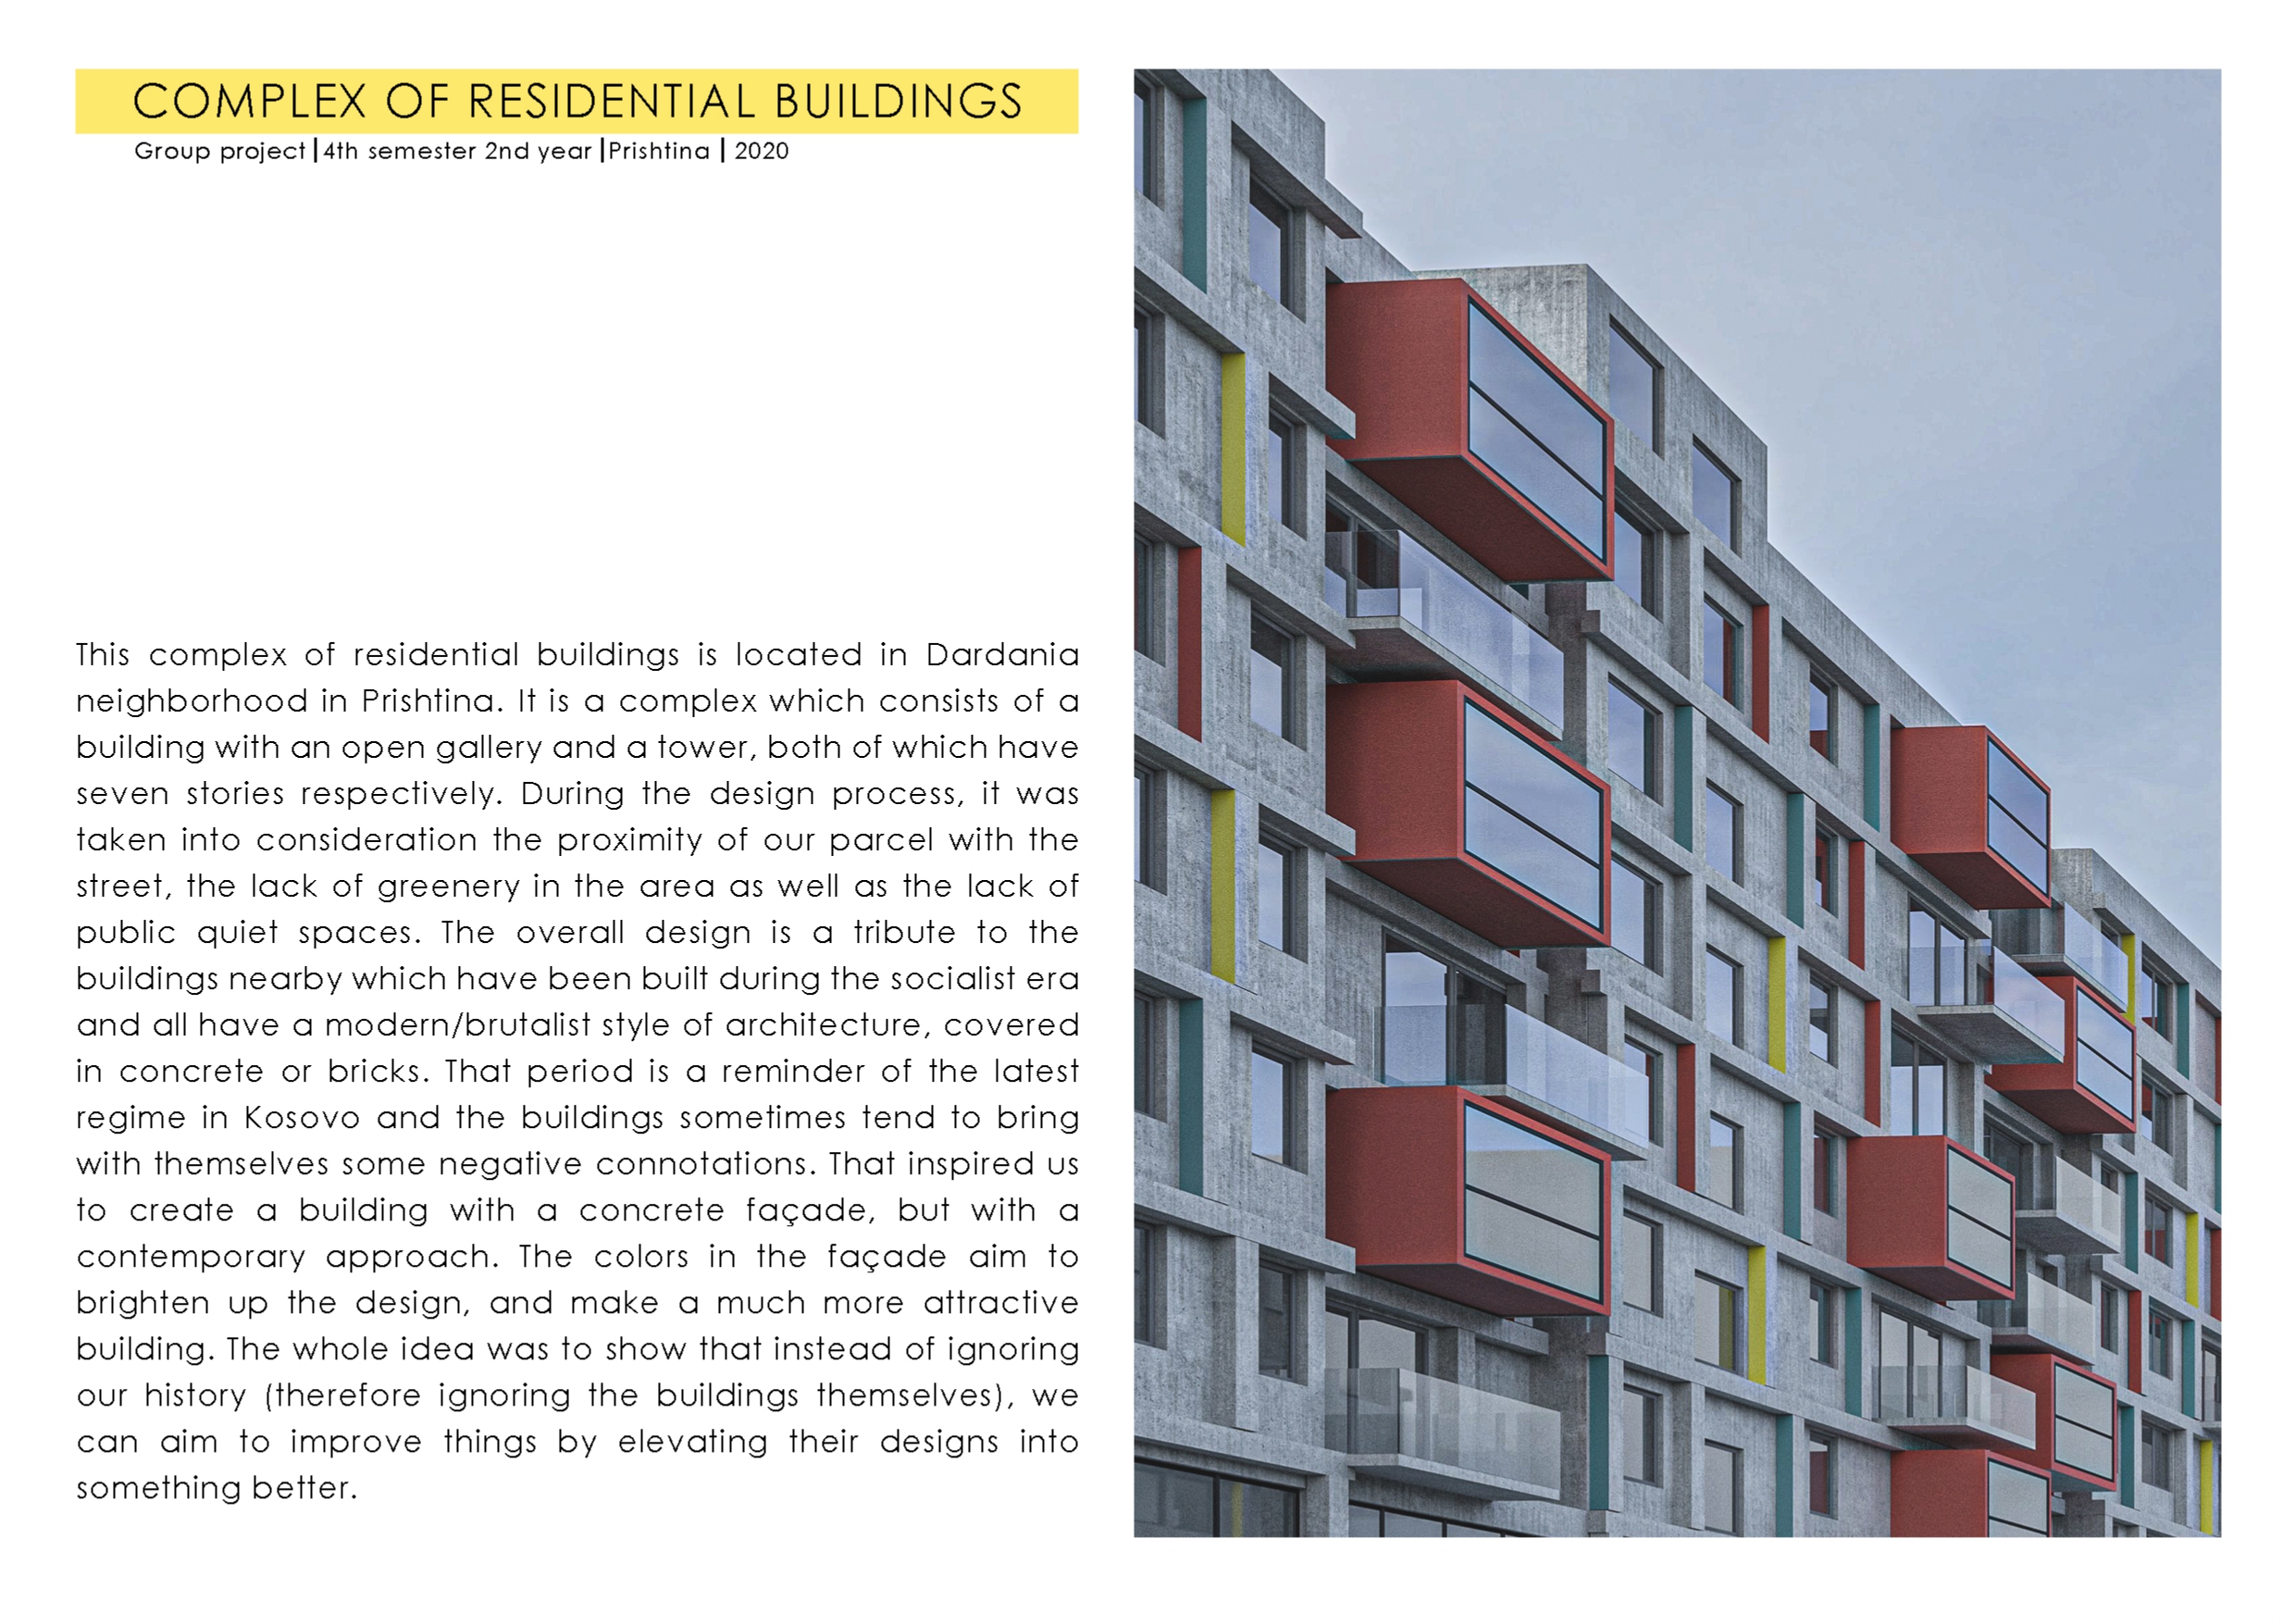 COMPLEX OF RESIDENTIAL BUILDINGS
Group project|4th semester 2nd year|Prishtina | 2020
This complex of residential buildings is located in Dardania
neighborhood in Prishtina. It is a complex which consists of a
building with an open gallery and a tower, both of which have
seven stories respectively. During the design process, it was
taken into consideration the proximity of our parcel with the
street, the lack of greenery in the area as well as the lack of
public quiet spaces. The overall design is a tribute to the
buildings nearby which have been built during the socialist era
and all have a modern/brutalist style of architecture, covered
in concrete or bricks. That period is a reminder of the latest
regime in Kosovo and the buildings sometimes tend to bring
with themselves some negative connotations. That inspired us
to create a building with a concrete façade, but with a
contemporary approach. The colors in the façade aim to
brighten up the design, and make a much more attractive
building. The whole idea was to show that instead of ignoring
our history (therefore ignoring the buildings themselves), we
can aim to improve things by elevating their designs into
something better.